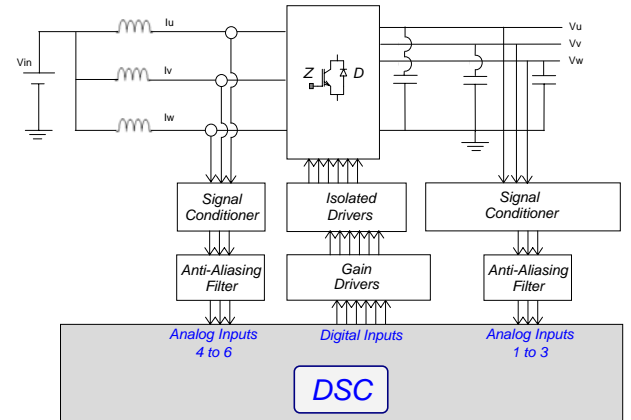 Iu
Vu
Vv
Vin
Iv
Z
D
Vw
Iw
Signal
Conditioner
Isolated
Drivers
Signal
Conditioner
Anti-Aliasing
Filter
Gain
Drivers
Anti-Aliasing
Filter
Analog Inputs
4 to 6
Digital Inputs
Analog Inputs
1 to 3
DSC